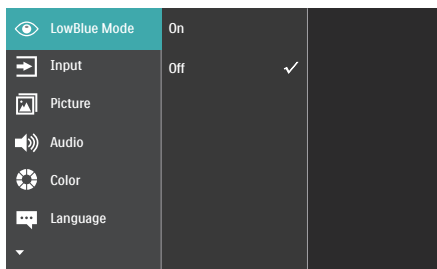 LowBlue Mode
On
Input
Off
Picture
Audio
Color
Language